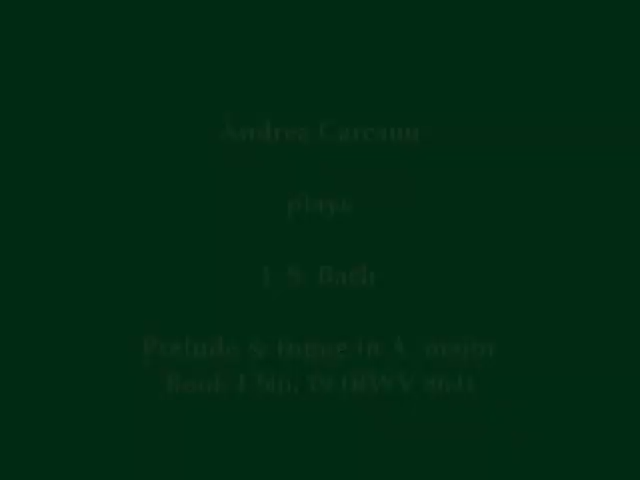 plays
J. S. Bach
Prelude & fugue in A major
Book I No. 19 (BWV 864)